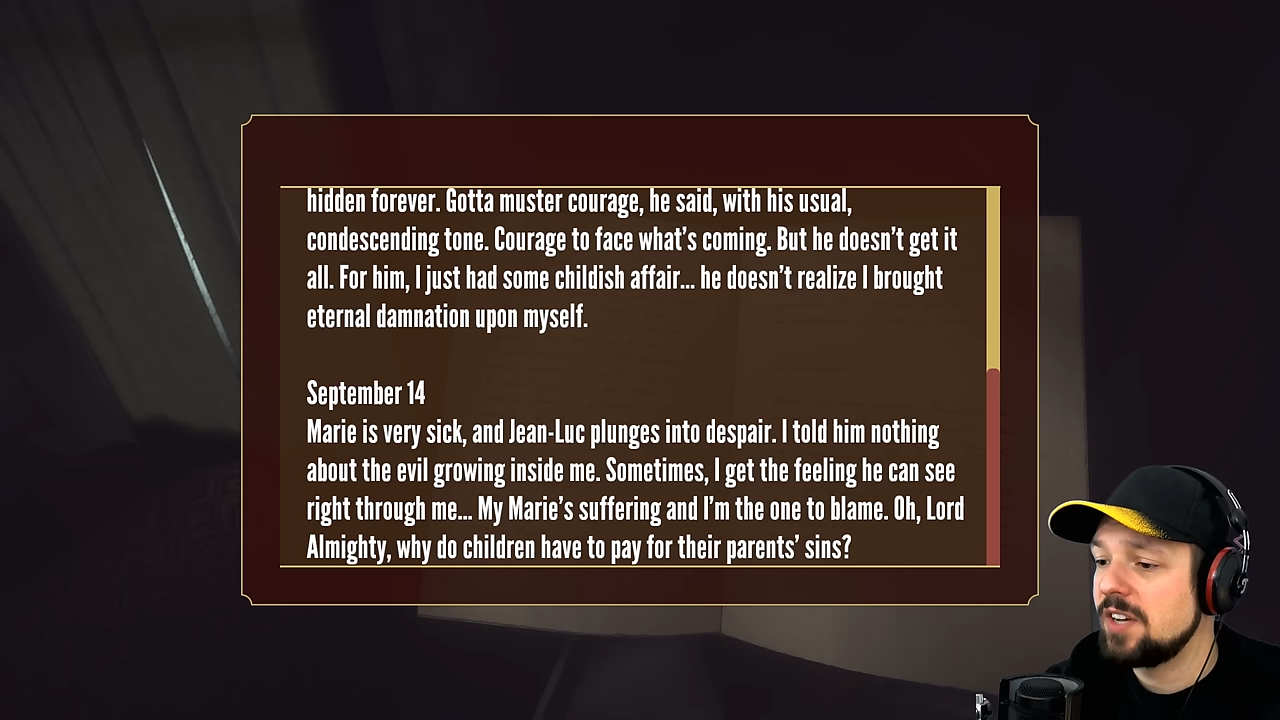 hidden forever. Gotta muster courage, he said, with his usual,
condescending tone. Courage to face what's coming. But he doesn't get it
all. For him, I just had some childish affair... he doesn't realize I brought
eternal damnation upon myself.
September 14
Marie is very sick, and Jean-Luc plunges into despair. I told him nothing
about the evil growing inside me. Sometimes, I get the feeling he can see
right through me... My Marie's suffering and I'm the one to blame. Oh, Lord
Almighty, why do children have to pay for their parents' sins?